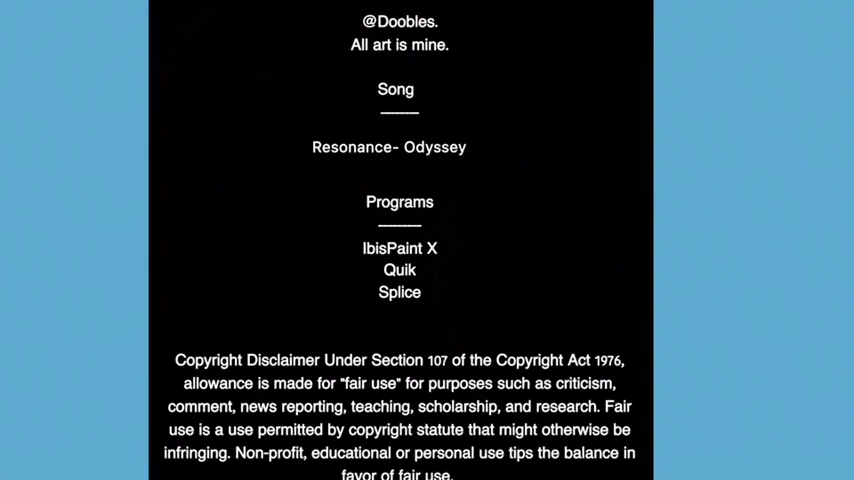 @Doobles.
All art is mine.
Song
Resonance- Odyssey
Programs
IbisPaint X
Quik
Splice
Copyright Disclaimer Under Section 107 of the Copyright Act 1976,
allowance is made for "fair use" for purposes such as criticism,
comment, news reporting, teaching, scholarship, and research. Fair
use is a use permitted by copyright statute that might otherwise be
infringing. Non-profit, educational or personal use tips the balance in
favor of fair use.